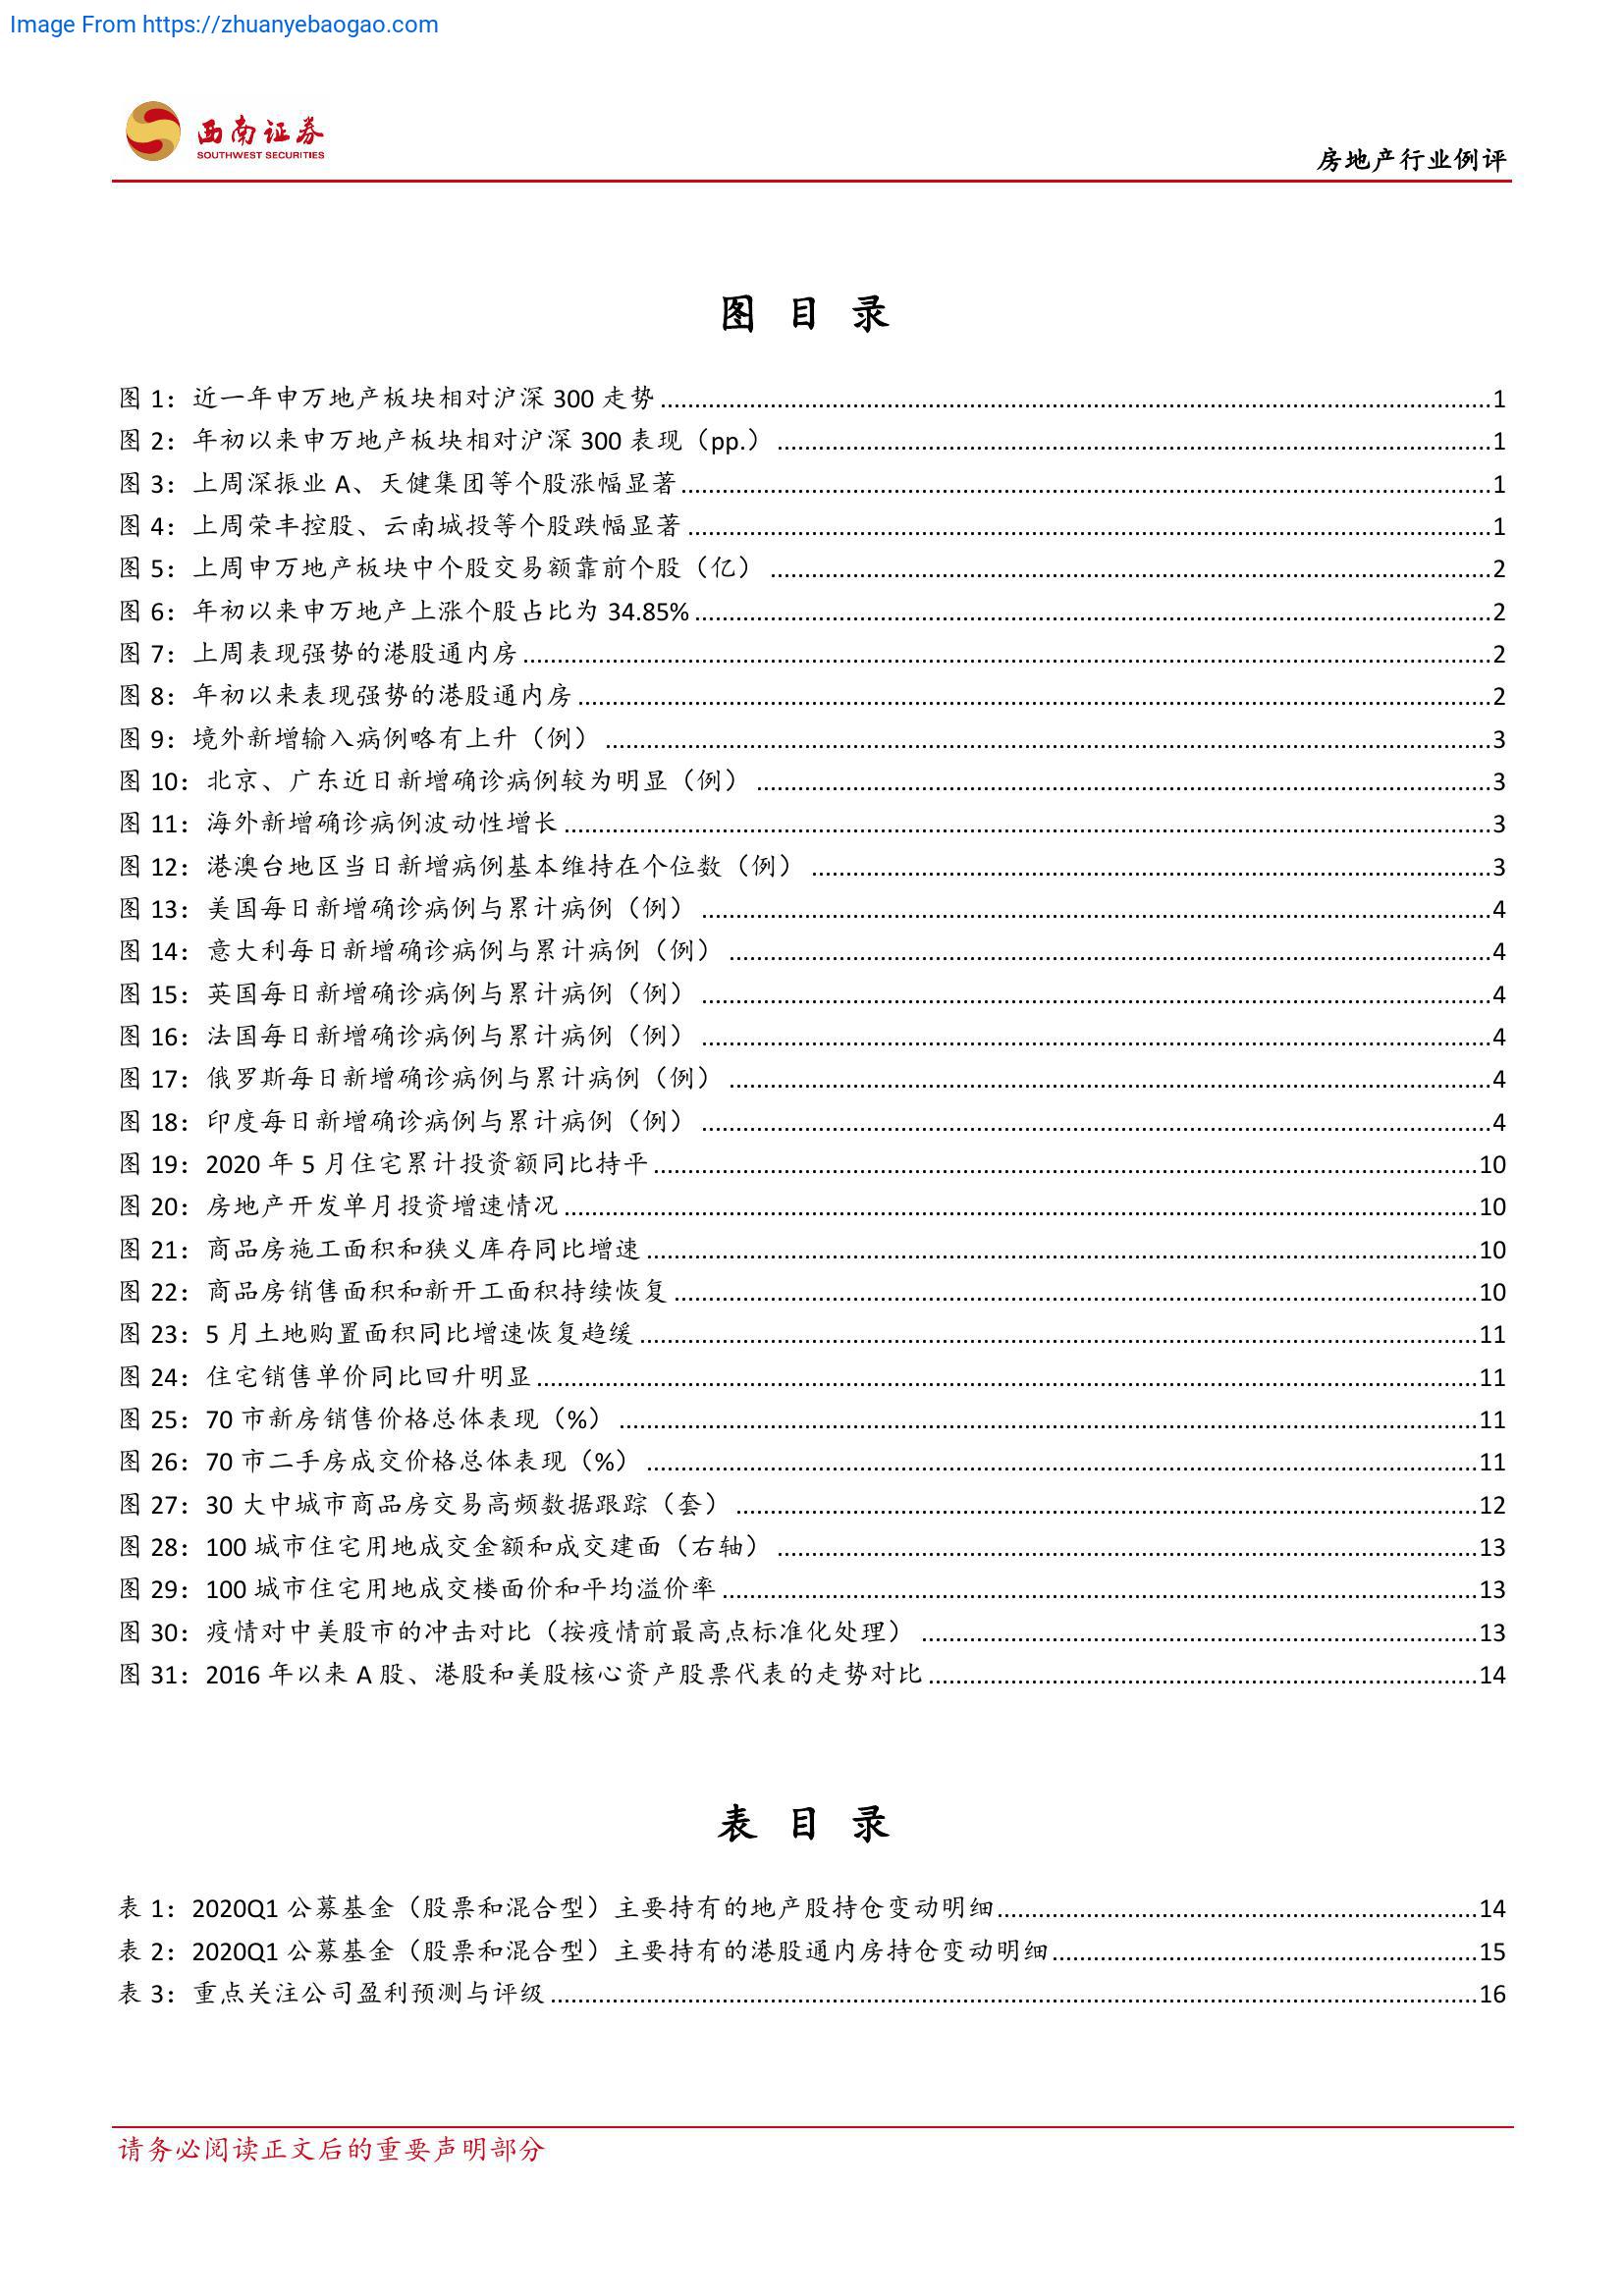 Image From https://zhuanyebaogao.com
西南证券
SOUTHWEST SECURITIES
房地产行业例评
图 目 录
图 1：近一年申万地产板块相对沪深 300 走势........1
图 2：年初以来申万地产板块相对沪深 300 表现（pp.）........1
图 3：上周深振业 A、天健集团等个股涨幅显著........1
图 4：上周荣丰控股、云南城投等个股跌幅显著........1
图 5：上周申万地产板块中个股交易额靠前个股（亿）........2
图 6：年初以来申万地产上涨个股占比为 34.85%........2
图 7：上周表现强势的港股通内房........2
图 8：年初以来表现强势的港股通内房........2
图 9：境外新增输入病例略有上升（例）........3
图 10：北京、广东近日新增确诊病例较为明显（例）........3
图 11：海外新增确诊病例波动性增长........3
图 12：港澳台地区当日新增病例基本维持在个位数（例）........3
图 13：美国每日新增确诊病例与累计病例（例）........4
图 14：意大利每日新增确诊病例与累计病例（例）........4
图 15：英国每日新增确诊病例与累计病例（例）........4
图 16：法国每日新增确诊病例与累计病例（例）........4
图 17：俄罗斯每日新增确诊病例与累计病例（例）........4
图 18：印度每日新增确诊病例与累计病例（例）........4
图 19：2020 年 5 月住宅累计投资额同比持平........10
图 20：房地产开发单月投资增速情况........10
图 21：商品房施工面积和狭义库存同比增速........10
图 22：商品房销售面积和新开工面积持续恢复........10
图 23：5 月土地购置面积同比增速恢复趋缓........11
图 24：住宅销售单价同比回升明显........11
图 25：70 市新房销售价格总体表现（%）........11
图 26：70 市二手房成交价格总体表现（%）........11
图 27：30 大中城市商品房交易高频数据跟踪（套）........12
图 28：100 城市住宅用地成交金额和成交建面（右轴）........13
图 29：100 城市住宅用地成交楼面价和平均溢价率........13
图 30：疫情对中美股市的冲击对比（按疫情前最高点标准化处理）........13
图 31：2016 年以来 A 股、港股和美股核心资产股票代表的走势对比........14
表 目 录
表 1：2020Q1 公募基金（股票和混合型）主要持有的地产股持仓变动明细........14
表 2：2020Q1 公募基金（股票和混合型）主要持有的港股通内房持仓变动明细........15
表 3：重点关注公司盈利预测与评级........16
请务必阅读正文后的重要声明部分